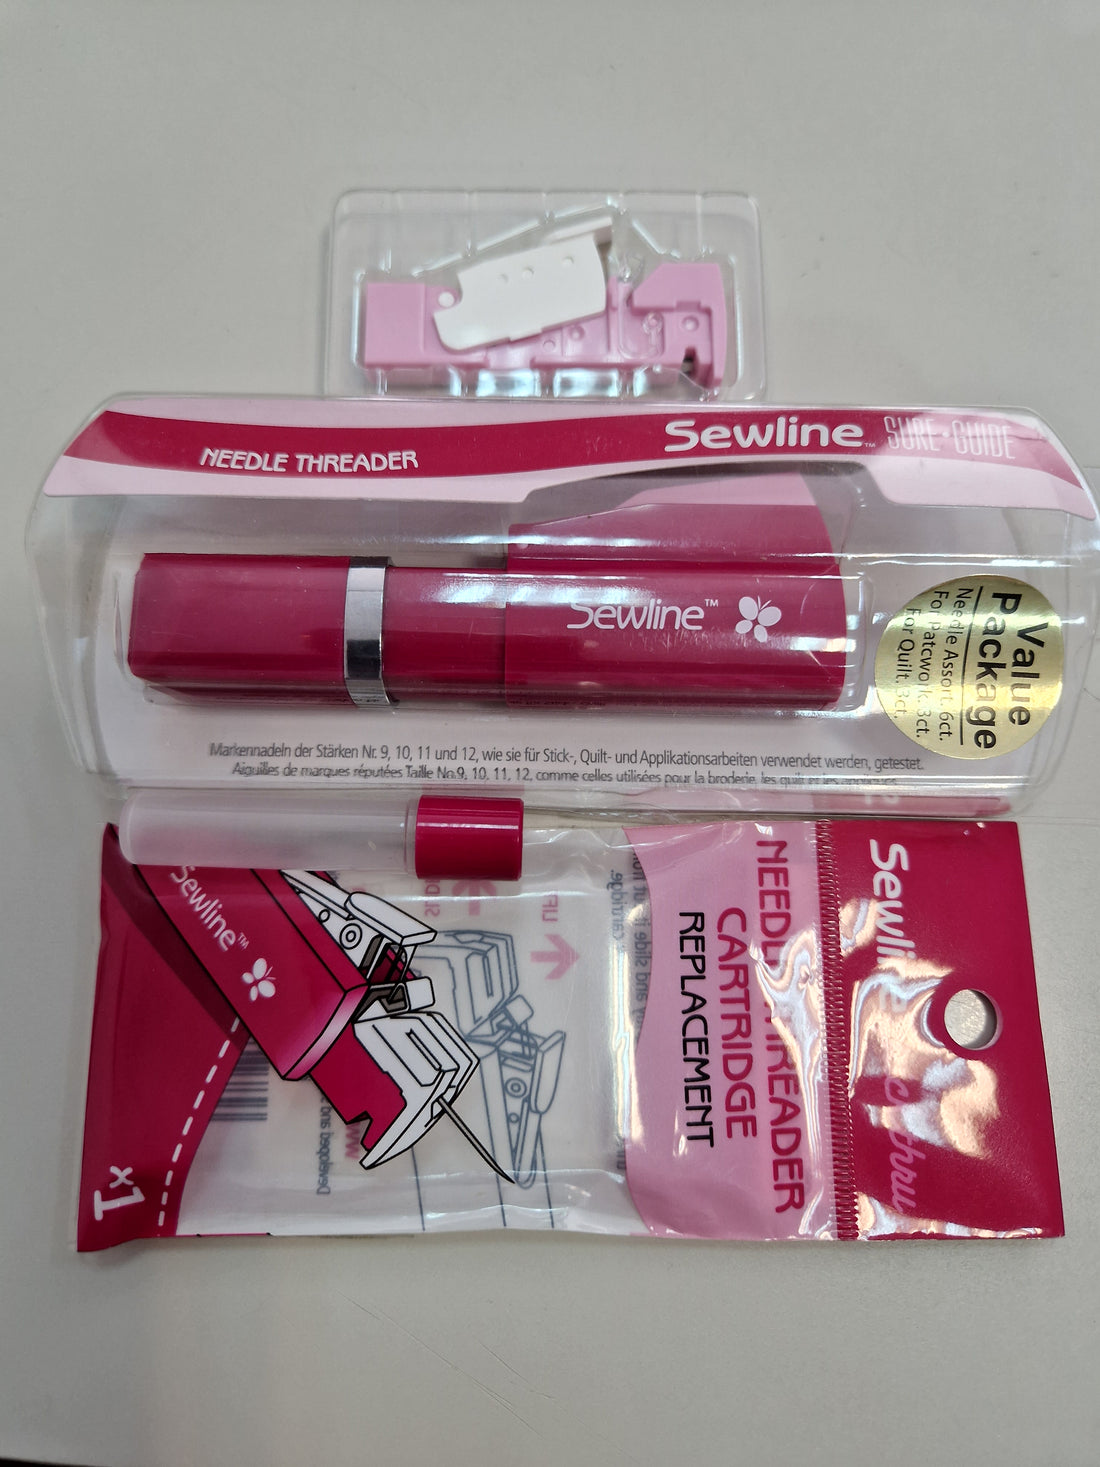 NEEDLE THREADER
Sewline™ SURE·GUIDE
Sewline™
Value
Package
Needle Assort. 6ct.
For patcwork. 3ct.
For Quilt. 3ct.
Markennadeln der Stärken Nr. 9, 10, 11 und 12, wie sie für Stick-, Quilt- und Applikationsarbeiten verwendet werden, getestet.
Aiguilles de marques réputées Taille No.9, 10, 11, 12, comme celles utilisées pour la broderie, les quilt et les appliques
Sewline
NEEDLE THREADER
CARTRIDGE
REPLACEMENT
Sewline™
x1